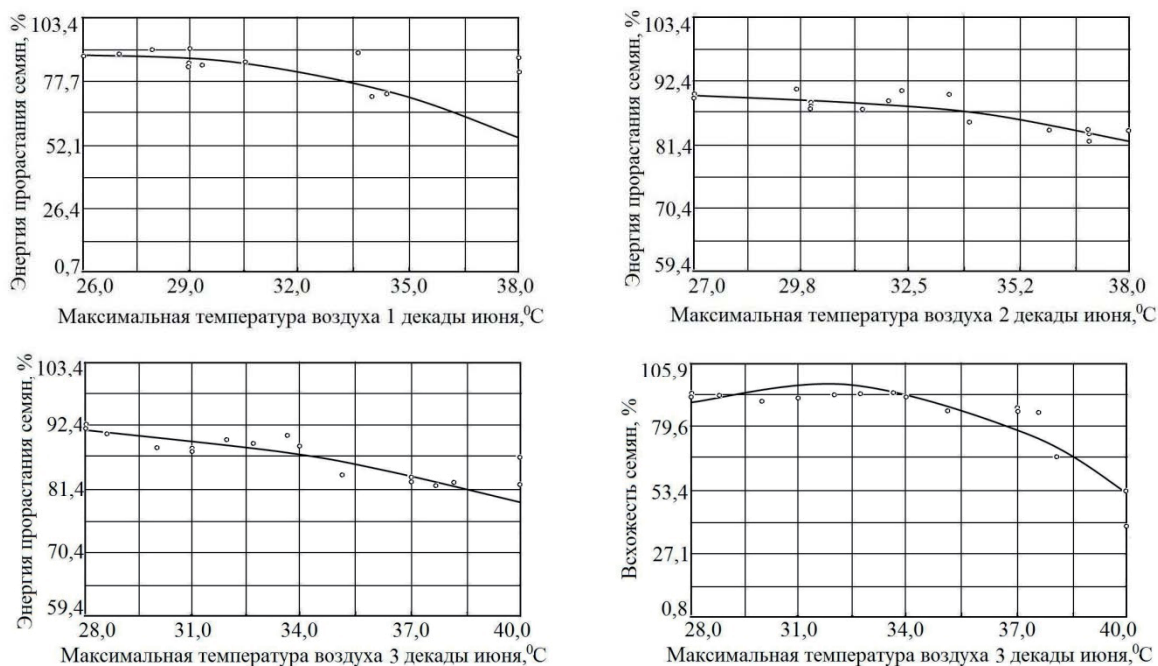 Энергия прорастания семян, %
103,4
77,7
52,1
26,4
0,7
26,0 29,0 32,0 35,0 38,0
Максимальная температура воздуха 1 декады июня,⁰С
Энергия прорастания семян, %
103,4
92,4
81,4
70,4
59,4
27,0 29,8 32,5 35,2 38,0
Максимальная температура воздуха 2 декады июня,⁰С
Энергия прорастания семян, %
103,4
92,4
81,4
70,4
59,4
28,0 31,0 34,0 37,0 40,0
Максимальная температура воздуха 3 декады июня,⁰С
Всхожесть семян, %
105,9
79,6
53,4
27,1
0,8
28,0 31,0 34,0 37,0 40,0
Максимальная температура воздуха 3 декады июня,⁰С